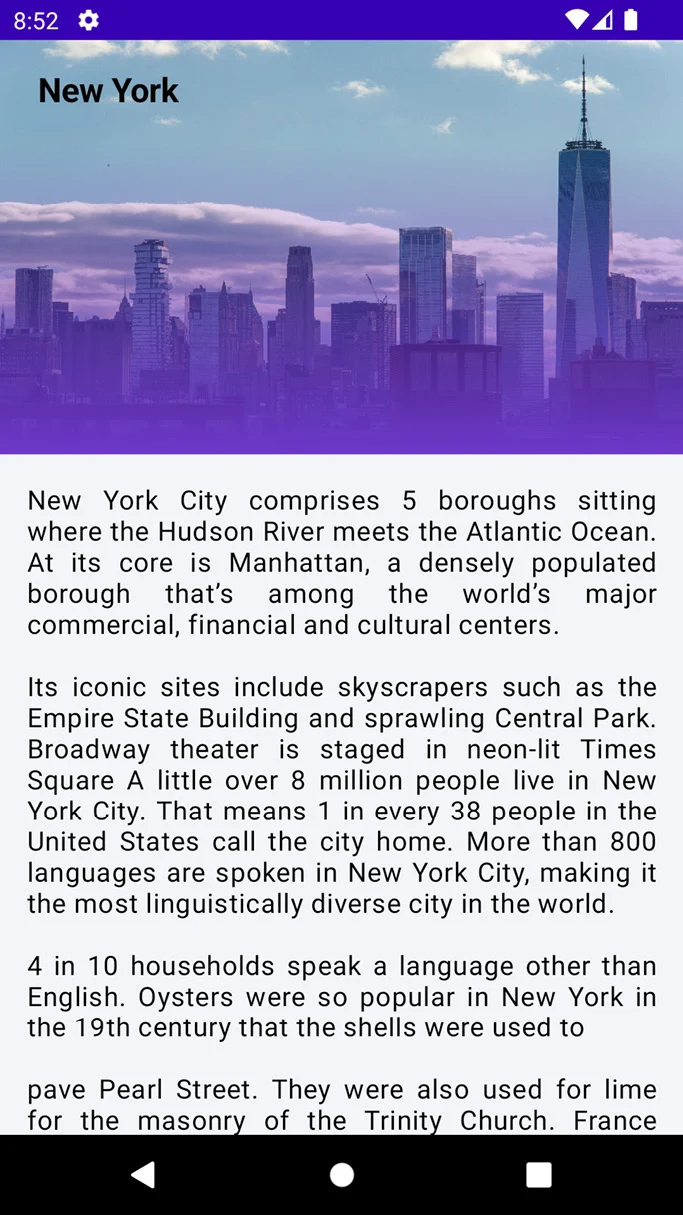 8:52
New York
New York City comprises 5 boroughs sitting
where the Hudson River meets the Atlantic Ocean.
At its core is Manhattan, a densely populated
borough that’s among the world’s major
commercial, financial and cultural centers.
Its iconic sites include skyscrapers such as the
Empire State Building and sprawling Central Park.
Broadway theater is staged in neon-lit Times
Square A little over 8 million people live in New
York City. That means 1 in every 38 people in the
United States call the city home. More than 800
languages are spoken in New York City, making it
the most linguistically diverse city in the world.
4 in 10 households speak a language other than
English. Oysters were so popular in New York in
the 19th century that the shells were used to
pave Pearl Street. They were also used for lime
for the masonry of the Trinity Church. France